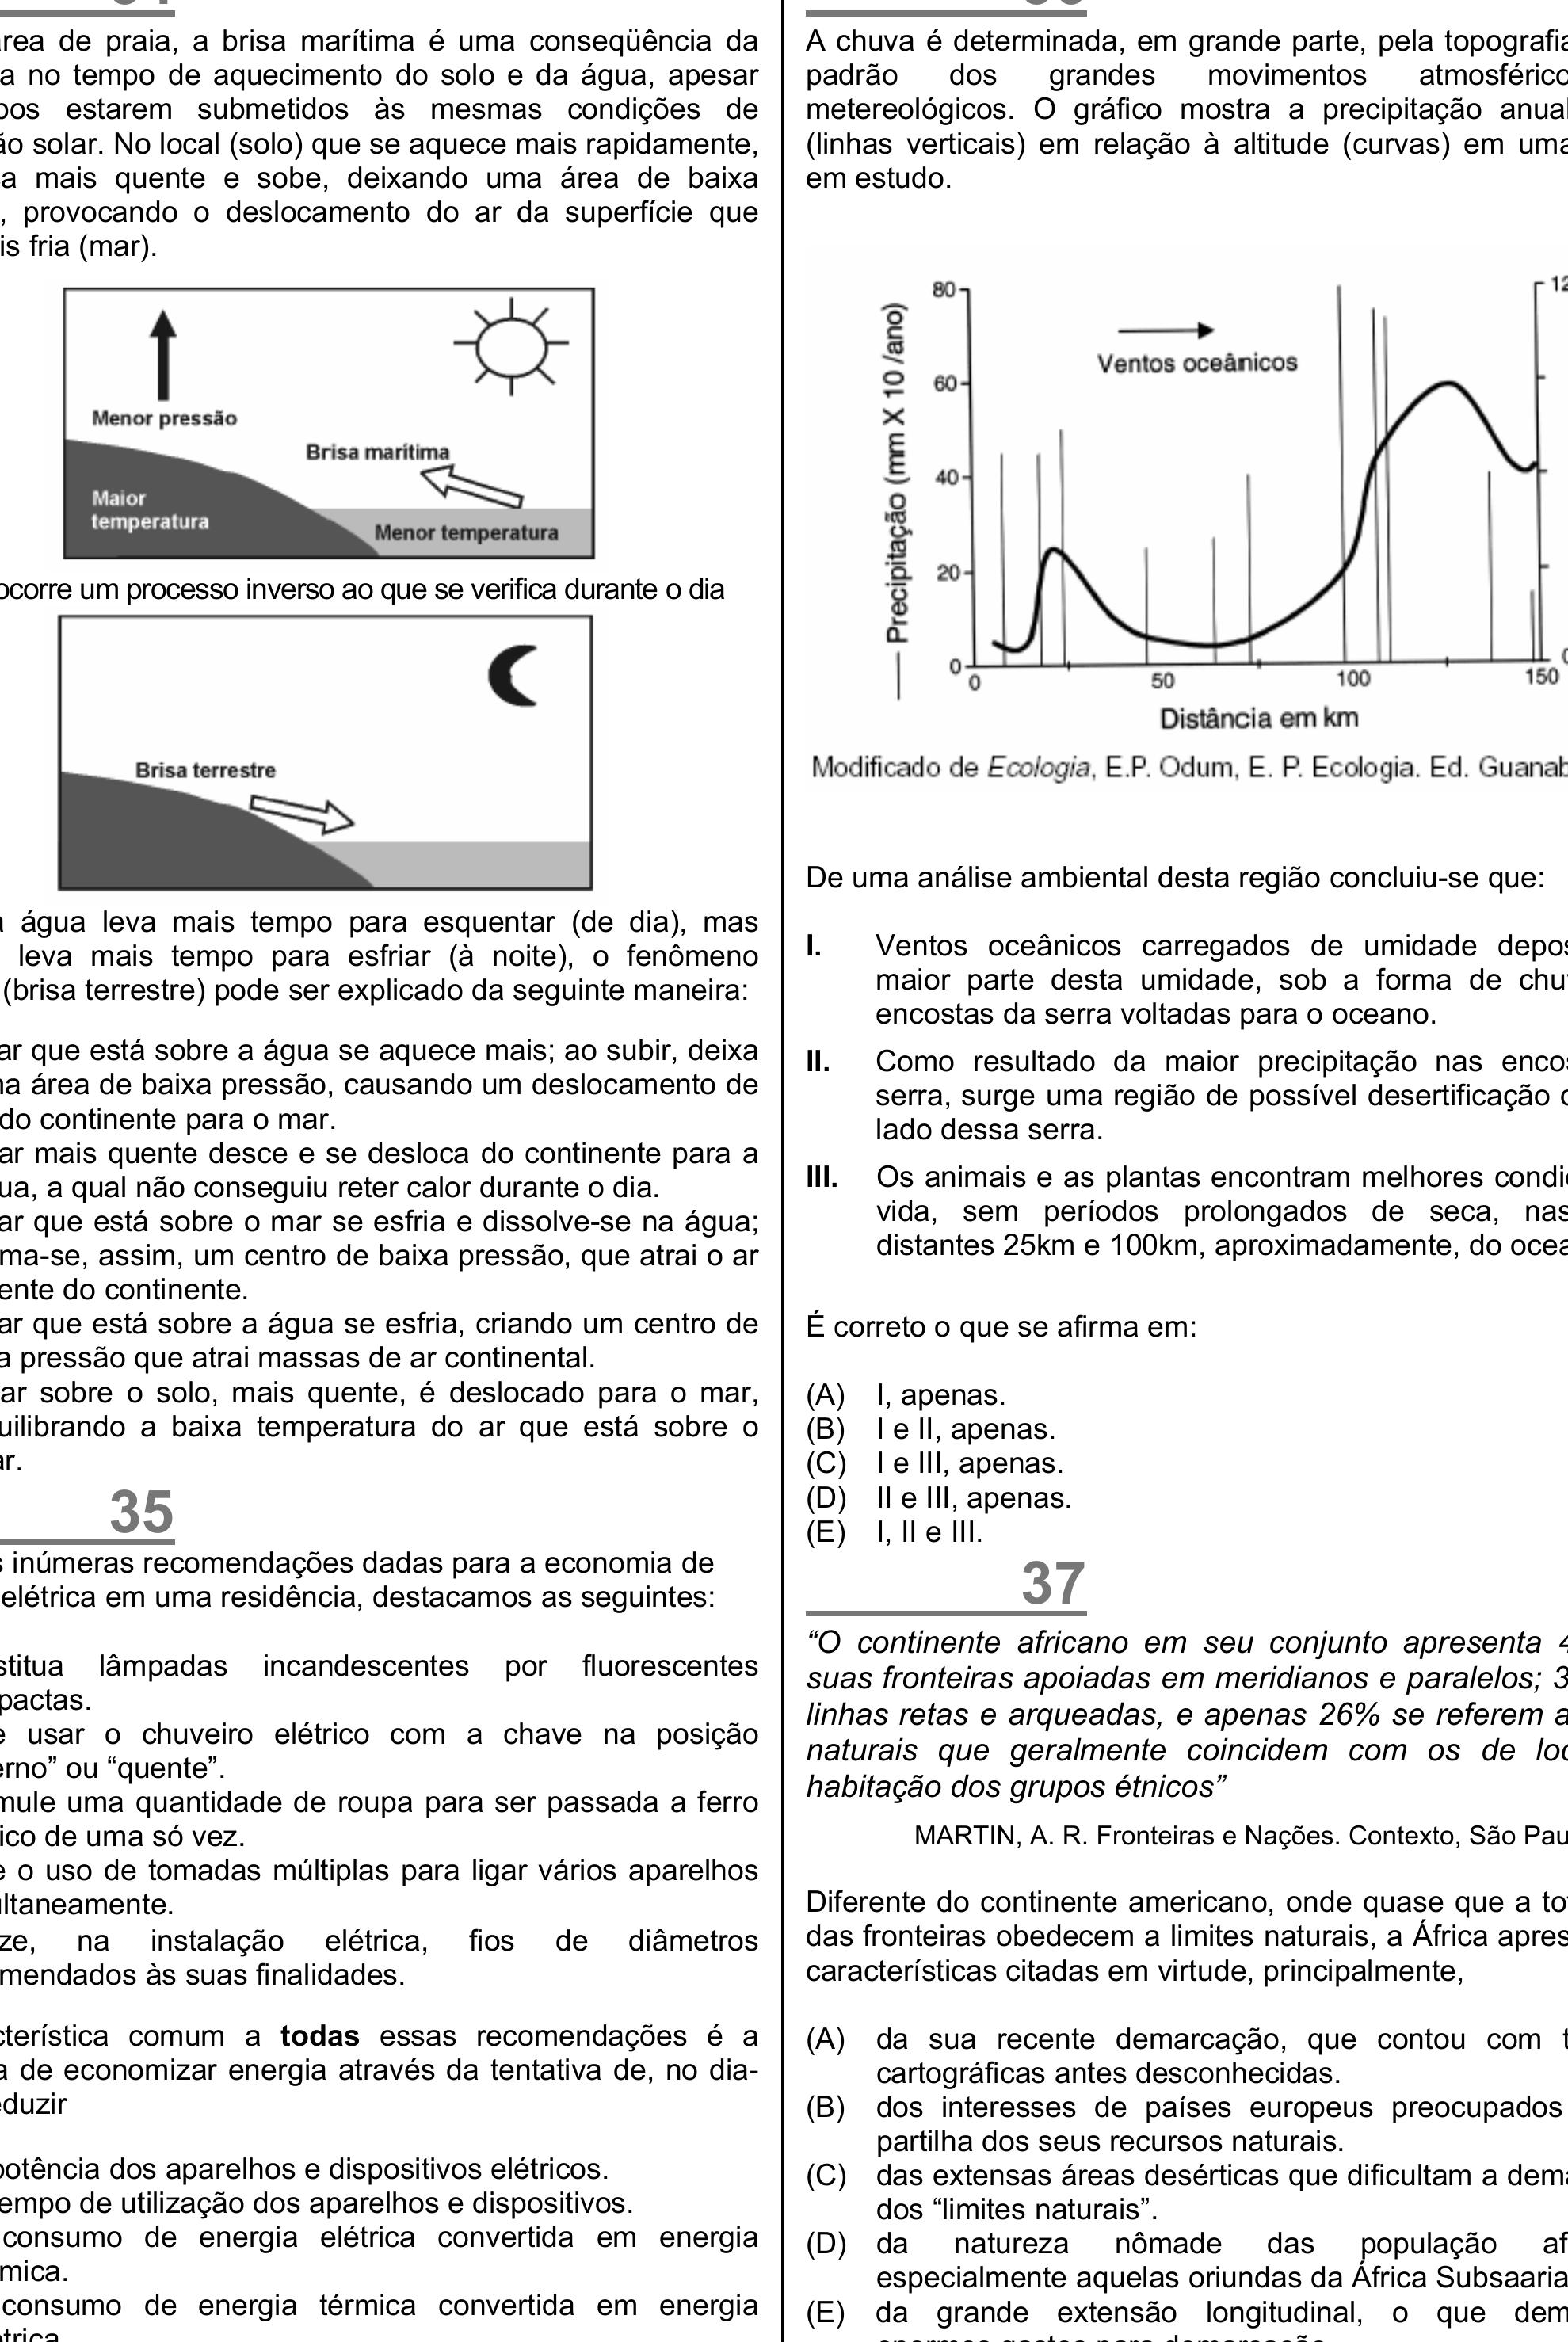 área de praia, a brisa marítima é uma conseqüência da
a no tempo de aquecimento do solo e da água, apesar
estarem submetidos às mesmas condições de
solar. No local (solo) que se aquece mais rapidamente,
a mais quente e sobe, deixando uma área de baixa
, provocando o deslocamento do ar da superfície que
is fria (mar).
Menor pressão
Brisa marítima
Maior
temperatura
Menor temperatura
ocorre um processo inverso ao que se verifica durante o dia
Brisa terrestre
a água leva mais tempo para esquentar (de dia), mas
leva mais tempo para esfriar (à noite), o fenômeno
(brisa terrestre) pode ser explicado da seguinte maneira:
ar que está sobre a água se aquece mais; ao subir, deixa
ma área de baixa pressão, causando um deslocamento de
do continente para o mar.
ar mais quente desce e se desloca do continente para a
ua, a qual não conseguiu reter calor durante o dia.
ar que está sobre o mar se esfria e dissolve-se na água;
ma-se, assim, um centro de baixa pressão, que atrai o ar
ente do continente.
ar que está sobre a água se esfria, criando um centro de
a pressão que atrai massas de ar continental.
ar sobre o solo, mais quente, é deslocado para o mar,
uilibrando a baixa temperatura do ar que está sobre o
ar.
35
s inúmeras recomendações dadas para a economia de
elétrica em uma residência, destacamos as seguintes:
stitua lâmpadas incandescentes por fluorescentes
pactas.
e usar o chuveiro elétrico com a chave na posição
erno” ou “quente”.
mule uma quantidade de roupa para ser passada a ferro
ico de uma só vez.
e o uso de tomadas múltiplas para ligar vários aparelhos
ultaneamente.
ze, na instalação elétrica, fios de diâmetros
mendados às suas finalidades.
cterística comum a todas essas recomendações é a
a de economizar energia através da tentativa de, no dia-
eduzir
potência dos aparelhos e dispositivos elétricos.
tempo de utilização dos aparelhos e dispositivos.
consumo de energia elétrica convertida em energia
mica.
consumo de energia térmica convertida em energia
A chuva é determinada, em grande parte, pela topografia
padrão dos grandes movimentos atmosférico
metereológicos. O gráfico mostra a precipitação anual
(linhas verticais) em relação à altitude (curvas) em uma
em estudo.
Precipitação (mm X 10 /ano)
80
60
40
20
0
Ventos oceânicos
12
0
0 50 100 150
Distância em km
Modificado de Ecologia, E.P. Odum, E. P. Ecologia. Ed. Guanab
De uma análise ambiental desta região concluiu-se que:
I. Ventos oceânicos carregados de umidade depos
maior parte desta umidade, sob a forma de chu
encostas da serra voltadas para o oceano.
II. Como resultado da maior precipitação nas encos
serra, surge uma região de possível desertificação
lado dessa serra.
III. Os animais e as plantas encontram melhores condi
vida, sem períodos prolongados de seca, nas
distantes 25km e 100km, aproximadamente, do ocea
É correto o que se afirma em:
(A) I, apenas.
(B) I e II, apenas.
(C) I e III, apenas.
(D) II e III, apenas.
(E) I, II e III.
37
“O continente africano em seu conjunto apresenta 4
suas fronteiras apoiadas em meridianos e paralelos; 3
linhas retas e arqueadas, e apenas 26% se referem a
naturais que geralmente coincidem com os de loc
habitação dos grupos étnicos”
MARTIN, A. R. Fronteiras e Nações. Contexto, São Pau
Diferente do continente americano, onde quase que a to
das fronteiras obedecem a limites naturais, a África apres
características citadas em virtude, principalmente,
(A) da sua recente demarcação, que contou com t
cartográficas antes desconhecidas.
(B) dos interesses de países europeus preocupados
partilha dos seus recursos naturais.
(C) das extensas áreas desérticas que dificultam a dema
dos “limites naturais”.
(D) da natureza nômade das população af
especialmente aquelas oriundas da África Subsaaria
(E) da grande extensão longitudinal, o que dem